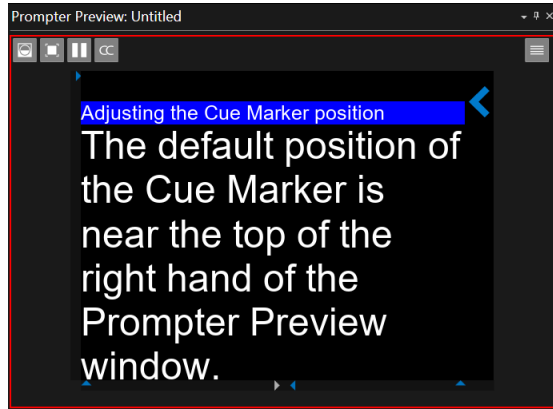 Prompter Preview: Untitled
CC
Adjusting the Cue Marker position
The default position of
the Cue Marker is
near the top of the
right hand of the
Prompter Preview
window.